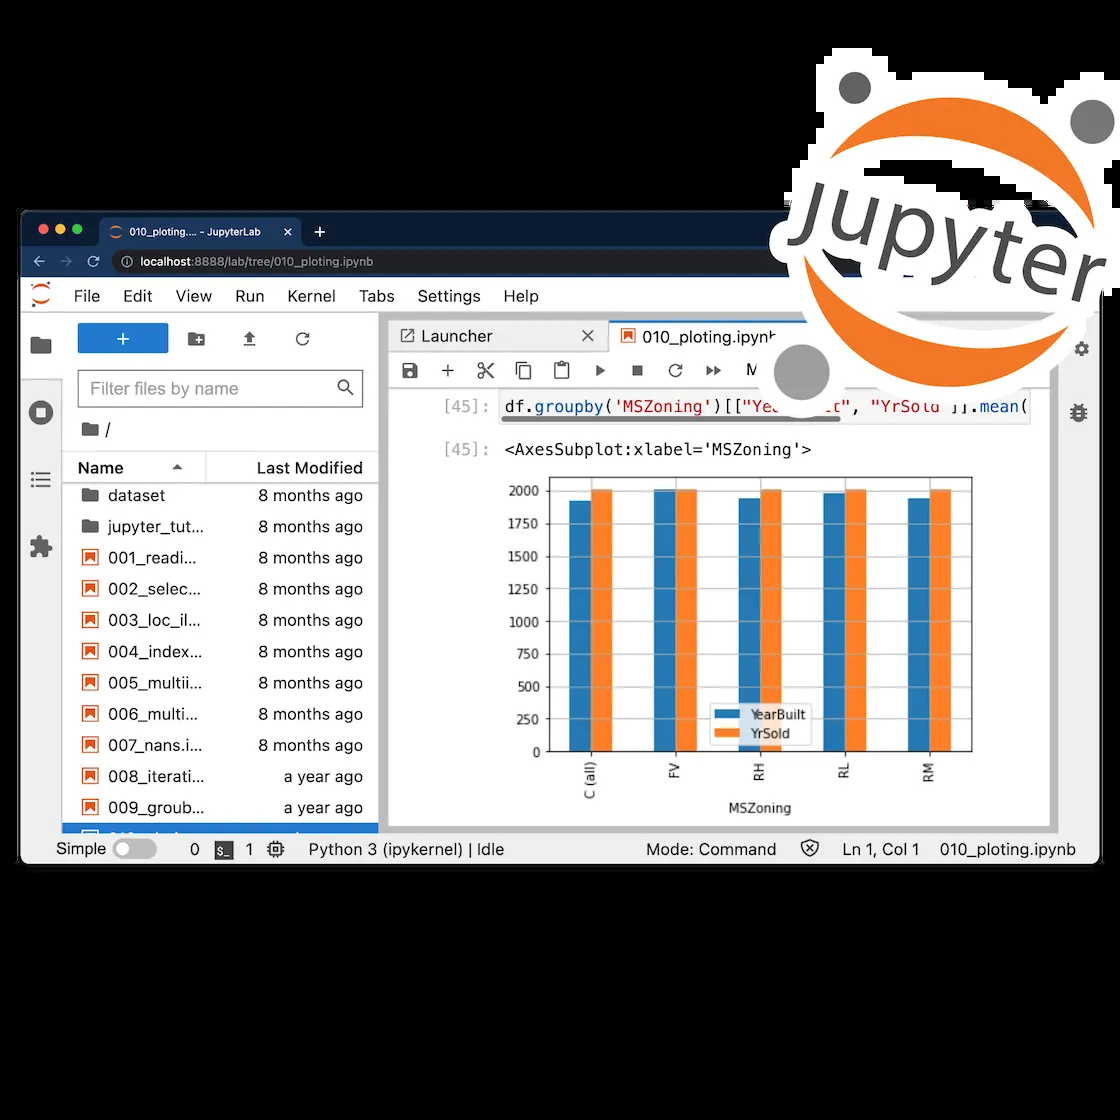 jupyter
010_ploting.... - JupyterLab
localhost:8888/lab/tree/010_ploting.ipynb
File Edit View Run Kernel Tabs Settings Help
Launcher
010_ploting.ipynb
Filter files by name
M
/
[45]: df.groupby('MSZoning')[["Yea t", "YrSold"]].mean(
[45]: <AxesSubplot:xlabel='MSZoning'>
Name Last Modified
dataset 8 months ago
jupyter_tut... 8 months ago
001_readi... 8 months ago
002_selec... 8 months ago
003_loc_il... 8 months ago
004_index... 8 months ago
005_multii... 8 months ago
006_multi... 8 months ago
007_nans.i... 8 months ago
008_iterati... a year ago
009_group... a year ago
2000
1750
1500
1250
1000
750
500
250
0
YearBuilt
YrSold
C (all) FV RH RL RM
MSZoning
Simple 0 $_ 1 Python 3 (ipykernel) | Idle Mode: Command Ln 1, Col 1 010_ploting.ipynb